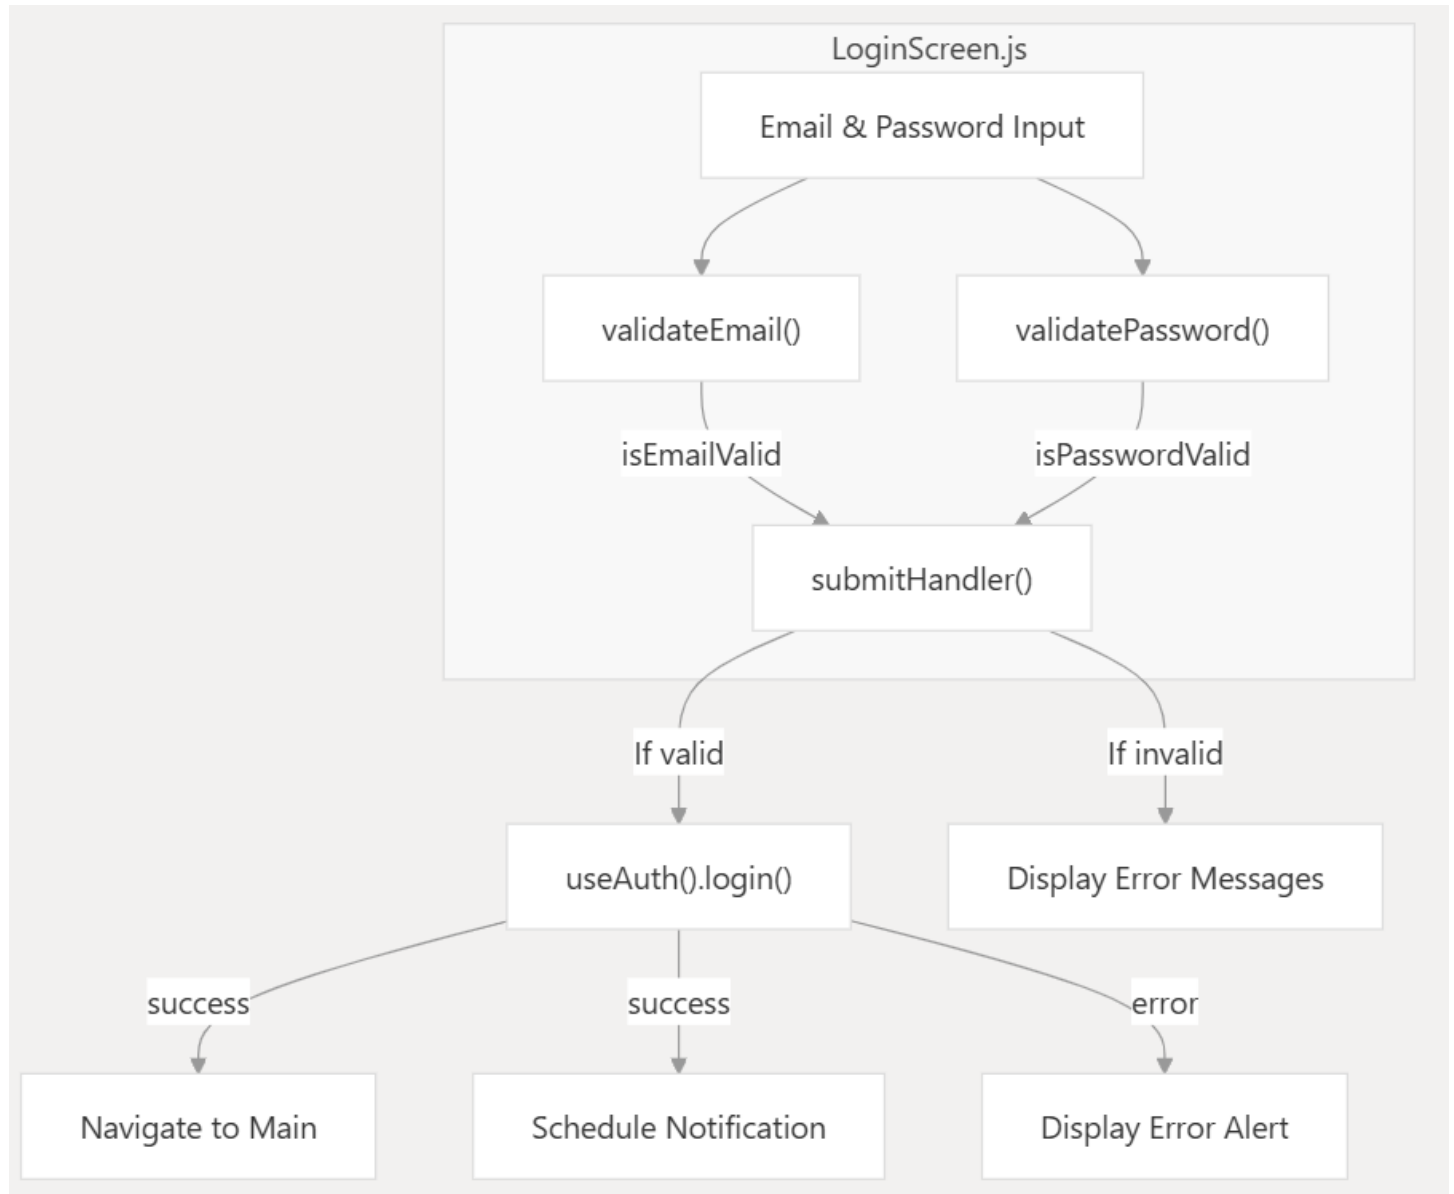 LoginScreen.js
Email & Password Input
validateEmail()
validatePassword()
isEmailValid
isPasswordValid
submitHandler()
If valid
If invalid
useAuth().login()
Display Error Messages
success
success
error
Navigate to Main
Schedule Notification
Display Error Alert